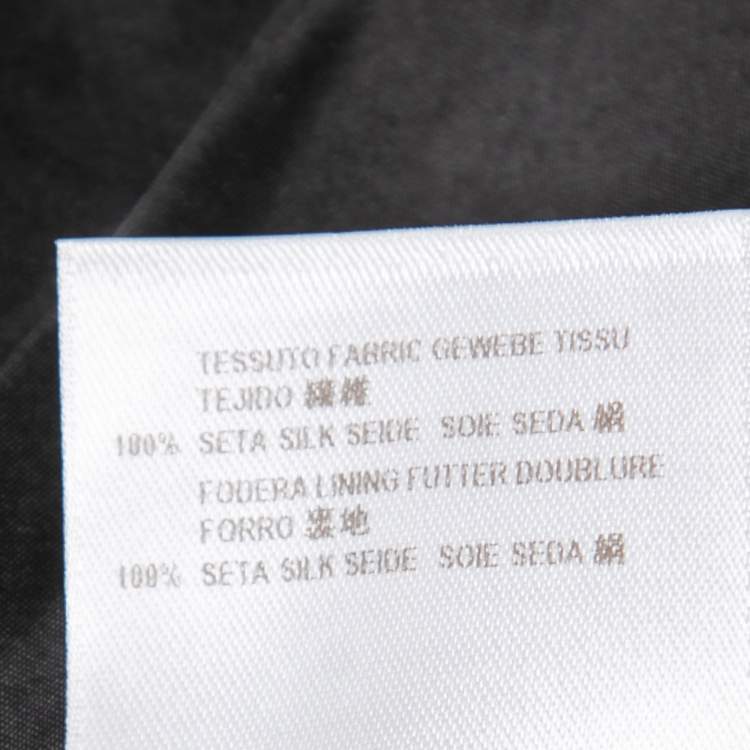 TESSUTO FABRIC GEWEBE TISSU
TEJIDO 繊維
100% SETA SILK SEIDE SOIE SEDA 絹
FODERA LINING FUTTER DOUBLURE
FORRO 裏地
100% SETA SILK SEIDE SOIE SEDA 絹